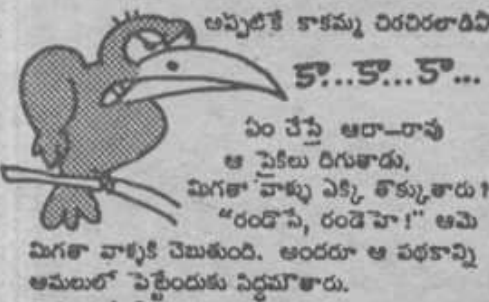 అప్పటికే కాకమ్మ చిరచిరలాడివి
కా...కా...కా...
ఏం చేస్తే ఆదా—రావు
ఆ సైకిలు దిగుతాడు,
మిగతా వాళ్ళు ఎక్కి తొక్కుతారు ?
“రండొసే, రండెహె !” ఆమె
మిగతా వాళ్ళకి చెబుతుంది. అందరూ ఆ పథకాన్ని
అమలులో పెట్టేందుకు సిద్ధమౌతారు.